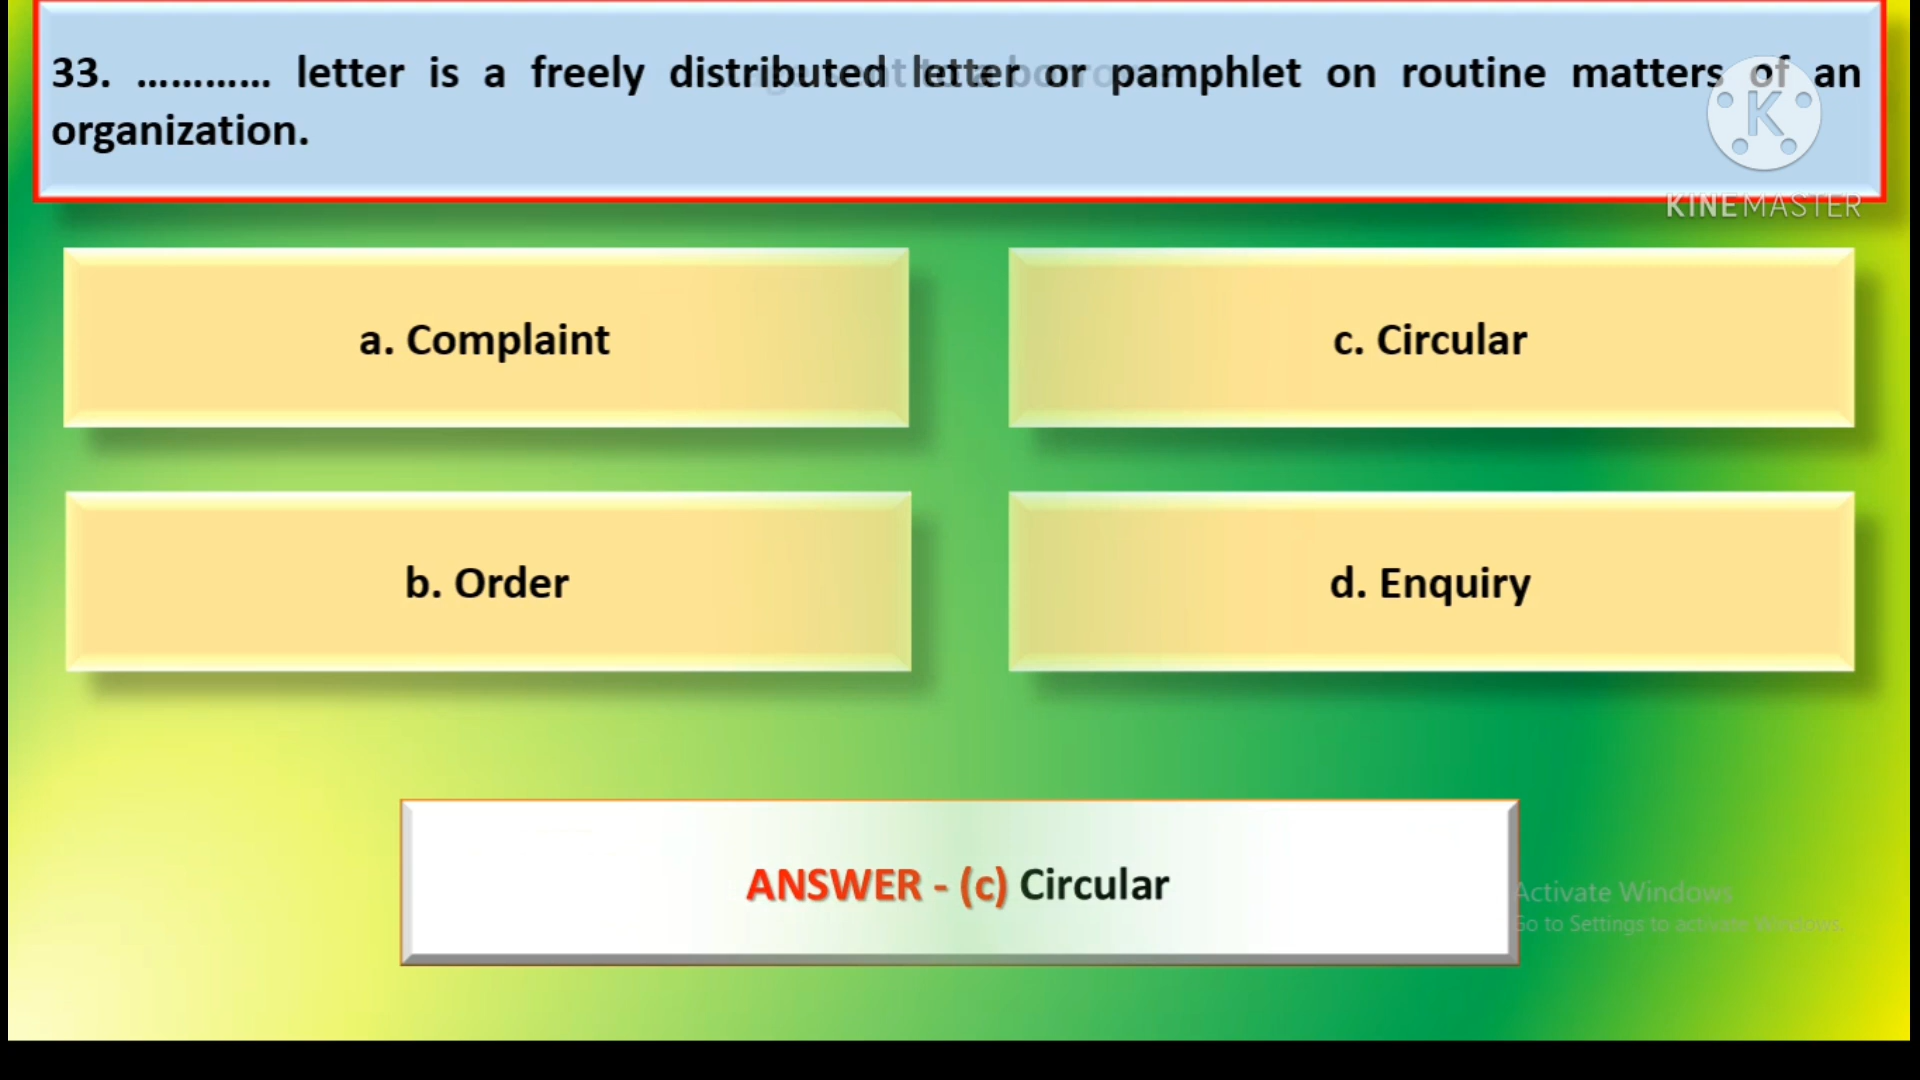 33. ............ letter is a freely distributed letter or pamphlet on routine matters of an
organization.
K
KINEMASTER
a. Complaint
c. Circular
b. Order
d. Enquiry
ANSWER - (c) Circular
Activate Windows
Go to Settings to activate Windows.